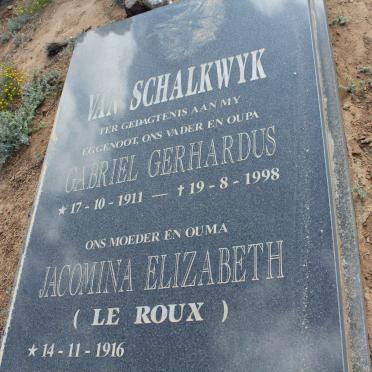 VAN SCHALKWYK
TER GEDAGTENIS AAN MY
EGGENOOT, ONS VADER EN OUPA
GABRIEL GERHARDUS
★ 17-10-1911 — † 19-8-1998
ONS MOEDER EN OUMA
JACOMINA ELIZABETH
( LE ROUX )
★ 14-11-1916